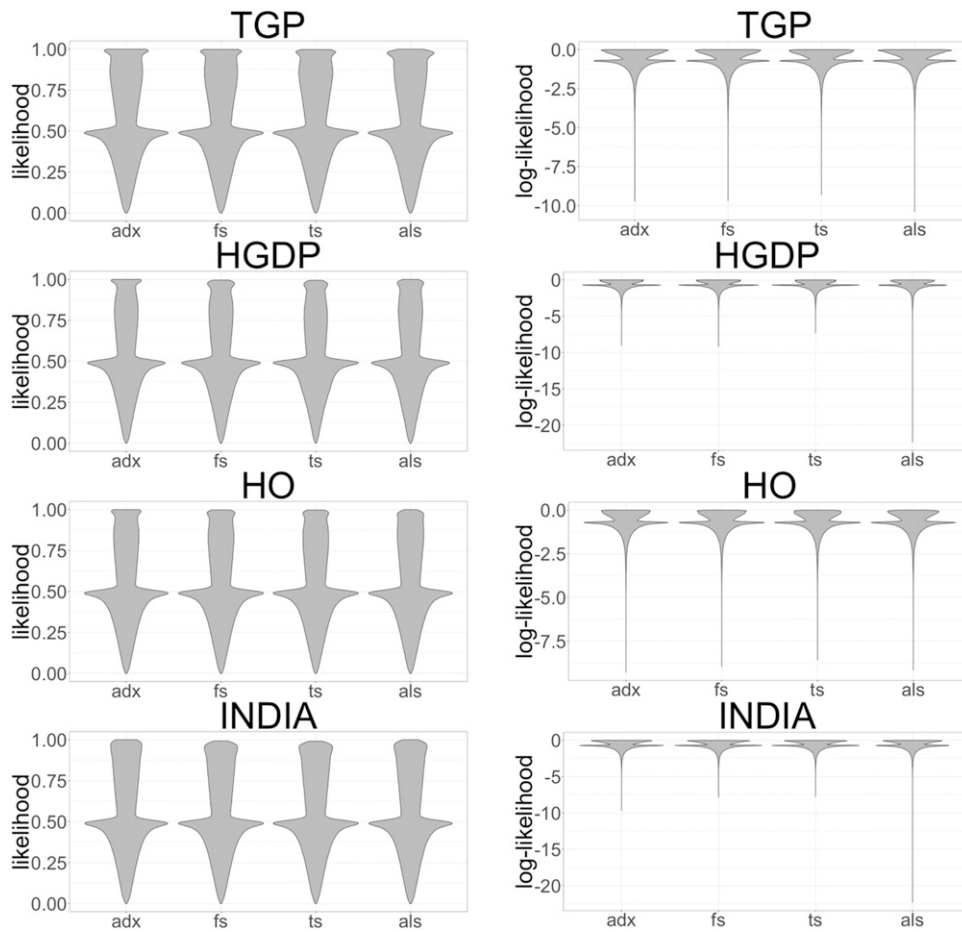 TGP
likelihood
1.00
0.75
0.50
0.25
0.00
adx fs ts als
TGP
log-likelihood
0.0
-2.5
-5.0
-7.5
-10.0
adx fs ts als
HGDP
likelihood
1.00
0.75
0.50
0.25
0.00
adx fs ts als
HGDP
log-likelihood
0
-5
-10
-15
-20
adx fs ts als
HO
likelihood
1.00
0.75
0.50
0.25
0.00
adx fs ts als
HO
log-likelihood
0.0
-2.5
-5.0
-7.5
adx fs ts als
INDIA
likelihood
1.00
0.75
0.50
0.25
0.00
adx fs ts als
INDIA
log-likelihood
0
-5
-10
-15
-20
adx fs ts als